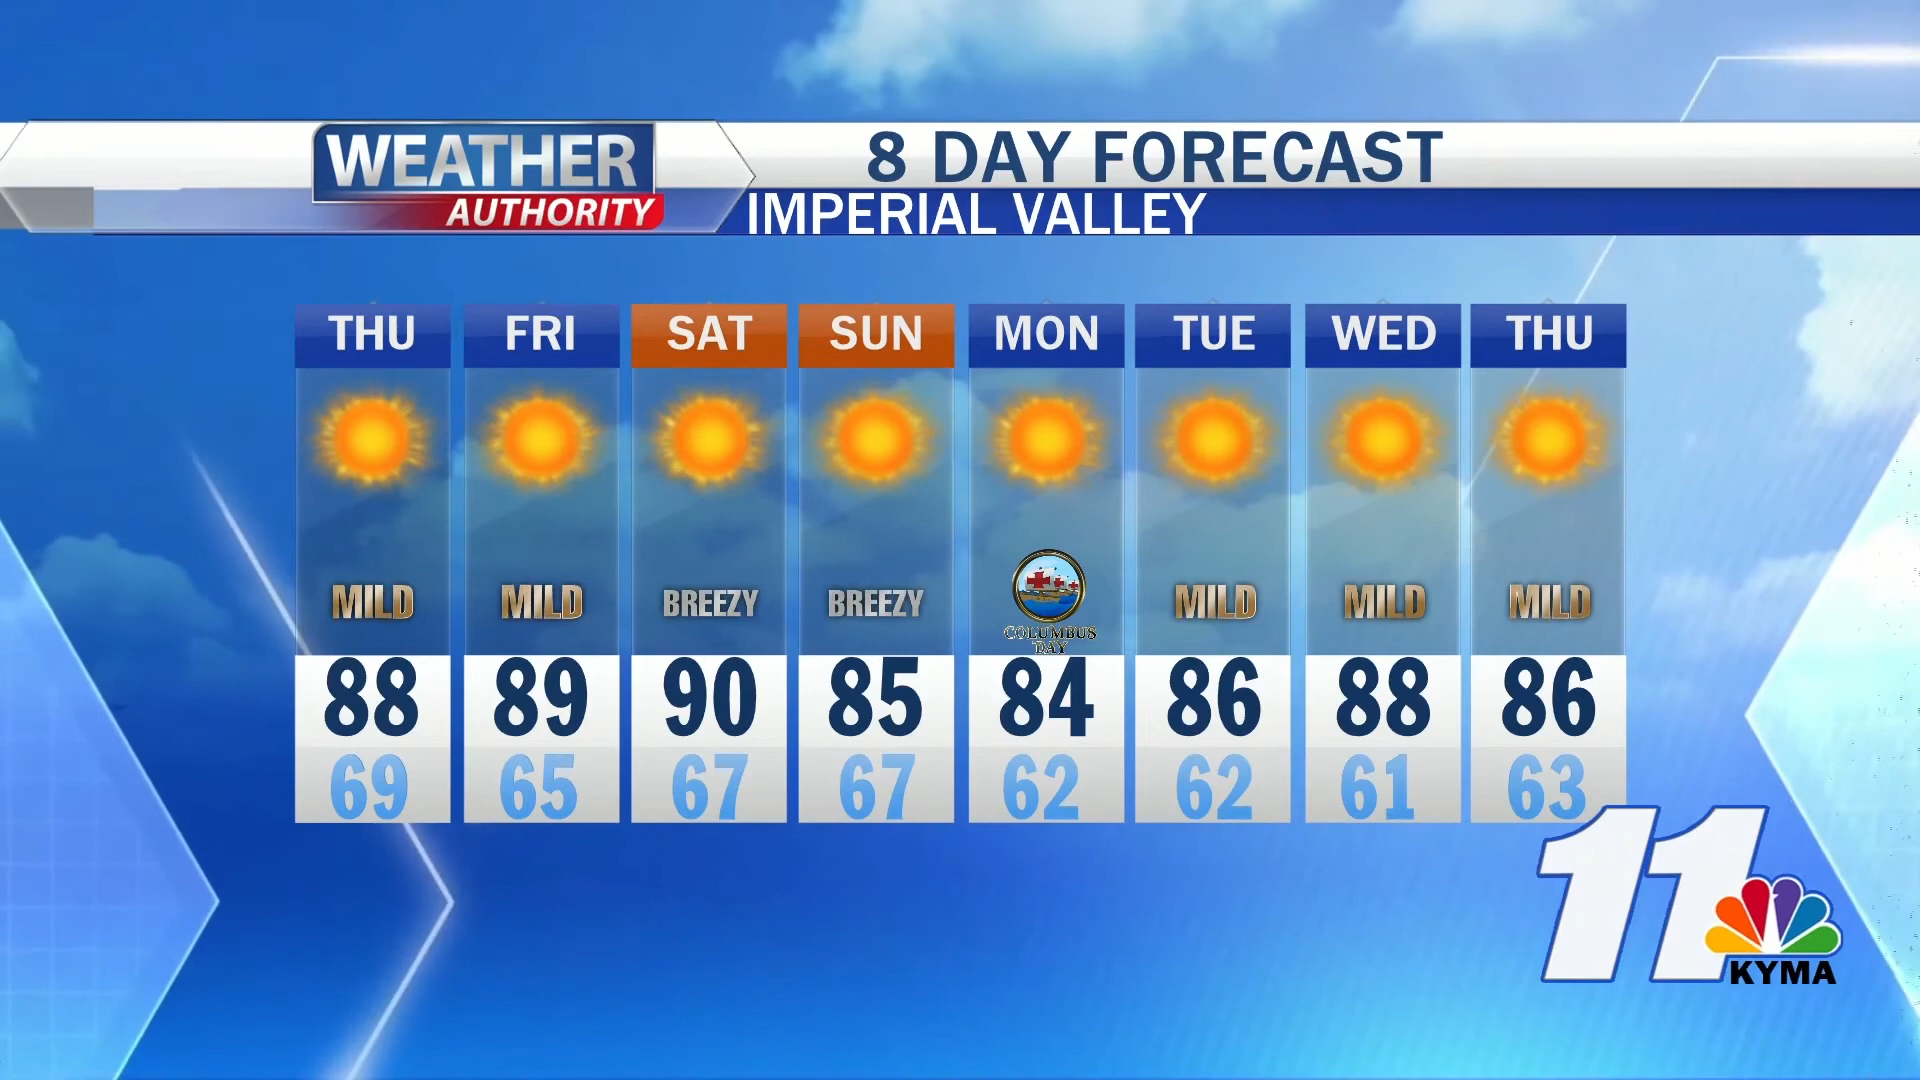 WEATHER
AUTHORITY
8 DAY FORECAST
IMPERIAL VALLEY
THU FRI SAT SUN MON TUE WED THU
MILD MILD BREEZY BREEZY COLUMBUS MILD MILD MILD
DAY
88 89 90 85 84 86 88 86
69 65 67 67 62 62 61 63
11
KYMA